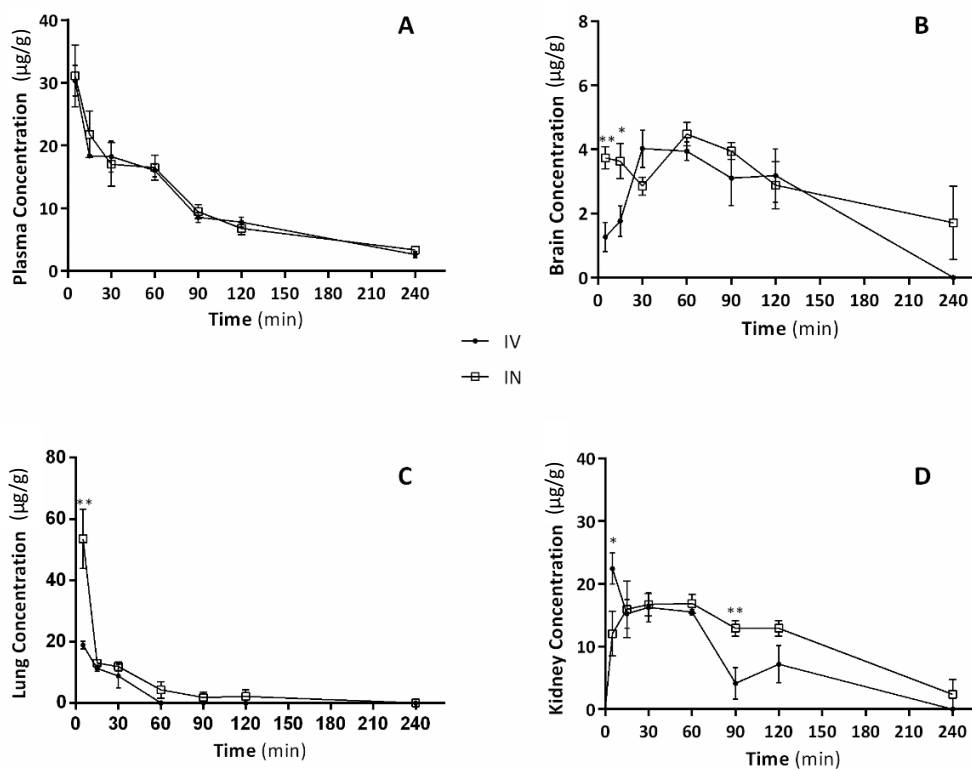 A
Plasma Concentration (µg/g)
40
30
20
10
0
0 30 60 90 120 150 180 210 240
Time (min)
B
Brain Concentration (µg/g)
8
6
4
2
0
**
*
0 30 60 90 120 150 180 210 240
Time (min)
IV
IN
C
Lung Concentration (µg/g)
80
60
40
20
0
**
0 30 60 90 120 150 180 210 240
Time (min)
D
Kidney Concentration (µg/g)
40
30
20
10
0
*
**
0 30 60 90 120 150 180 210 240
Time (min)